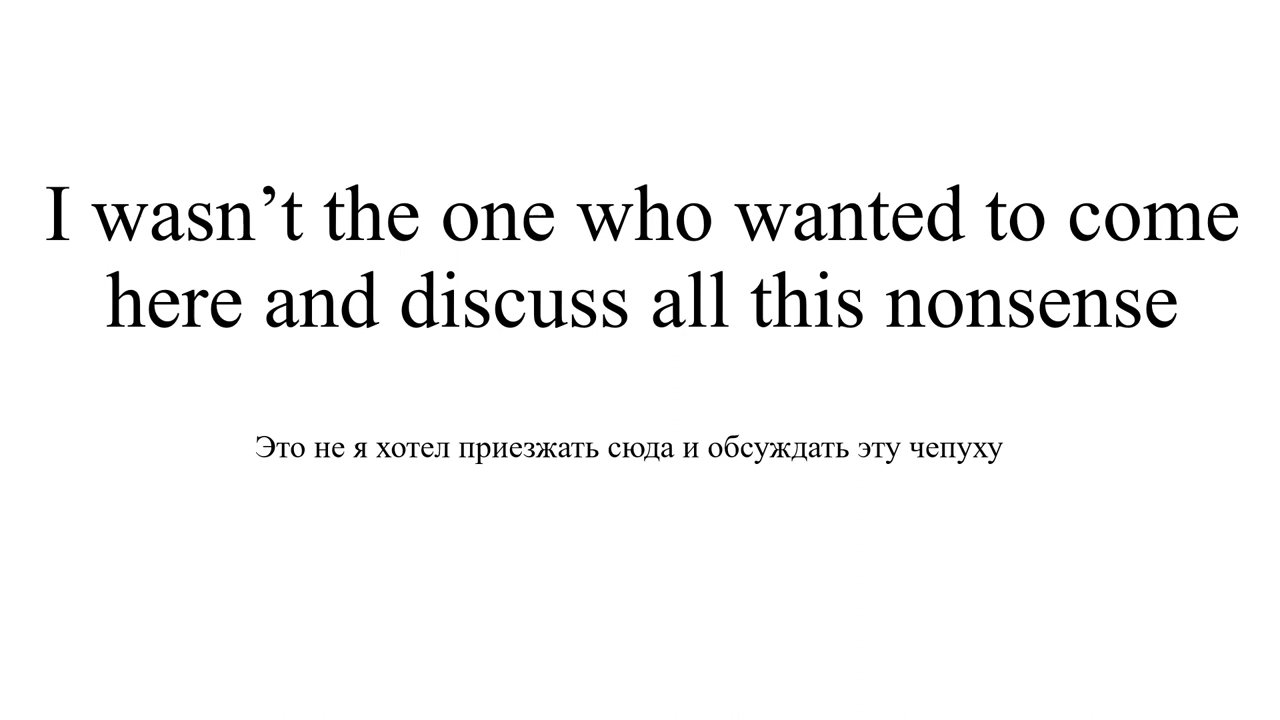 I wasn’t the one who wanted to come
here and discuss all this nonsense
Это не я хотел приезжать сюда и обсуждать эту чепуху